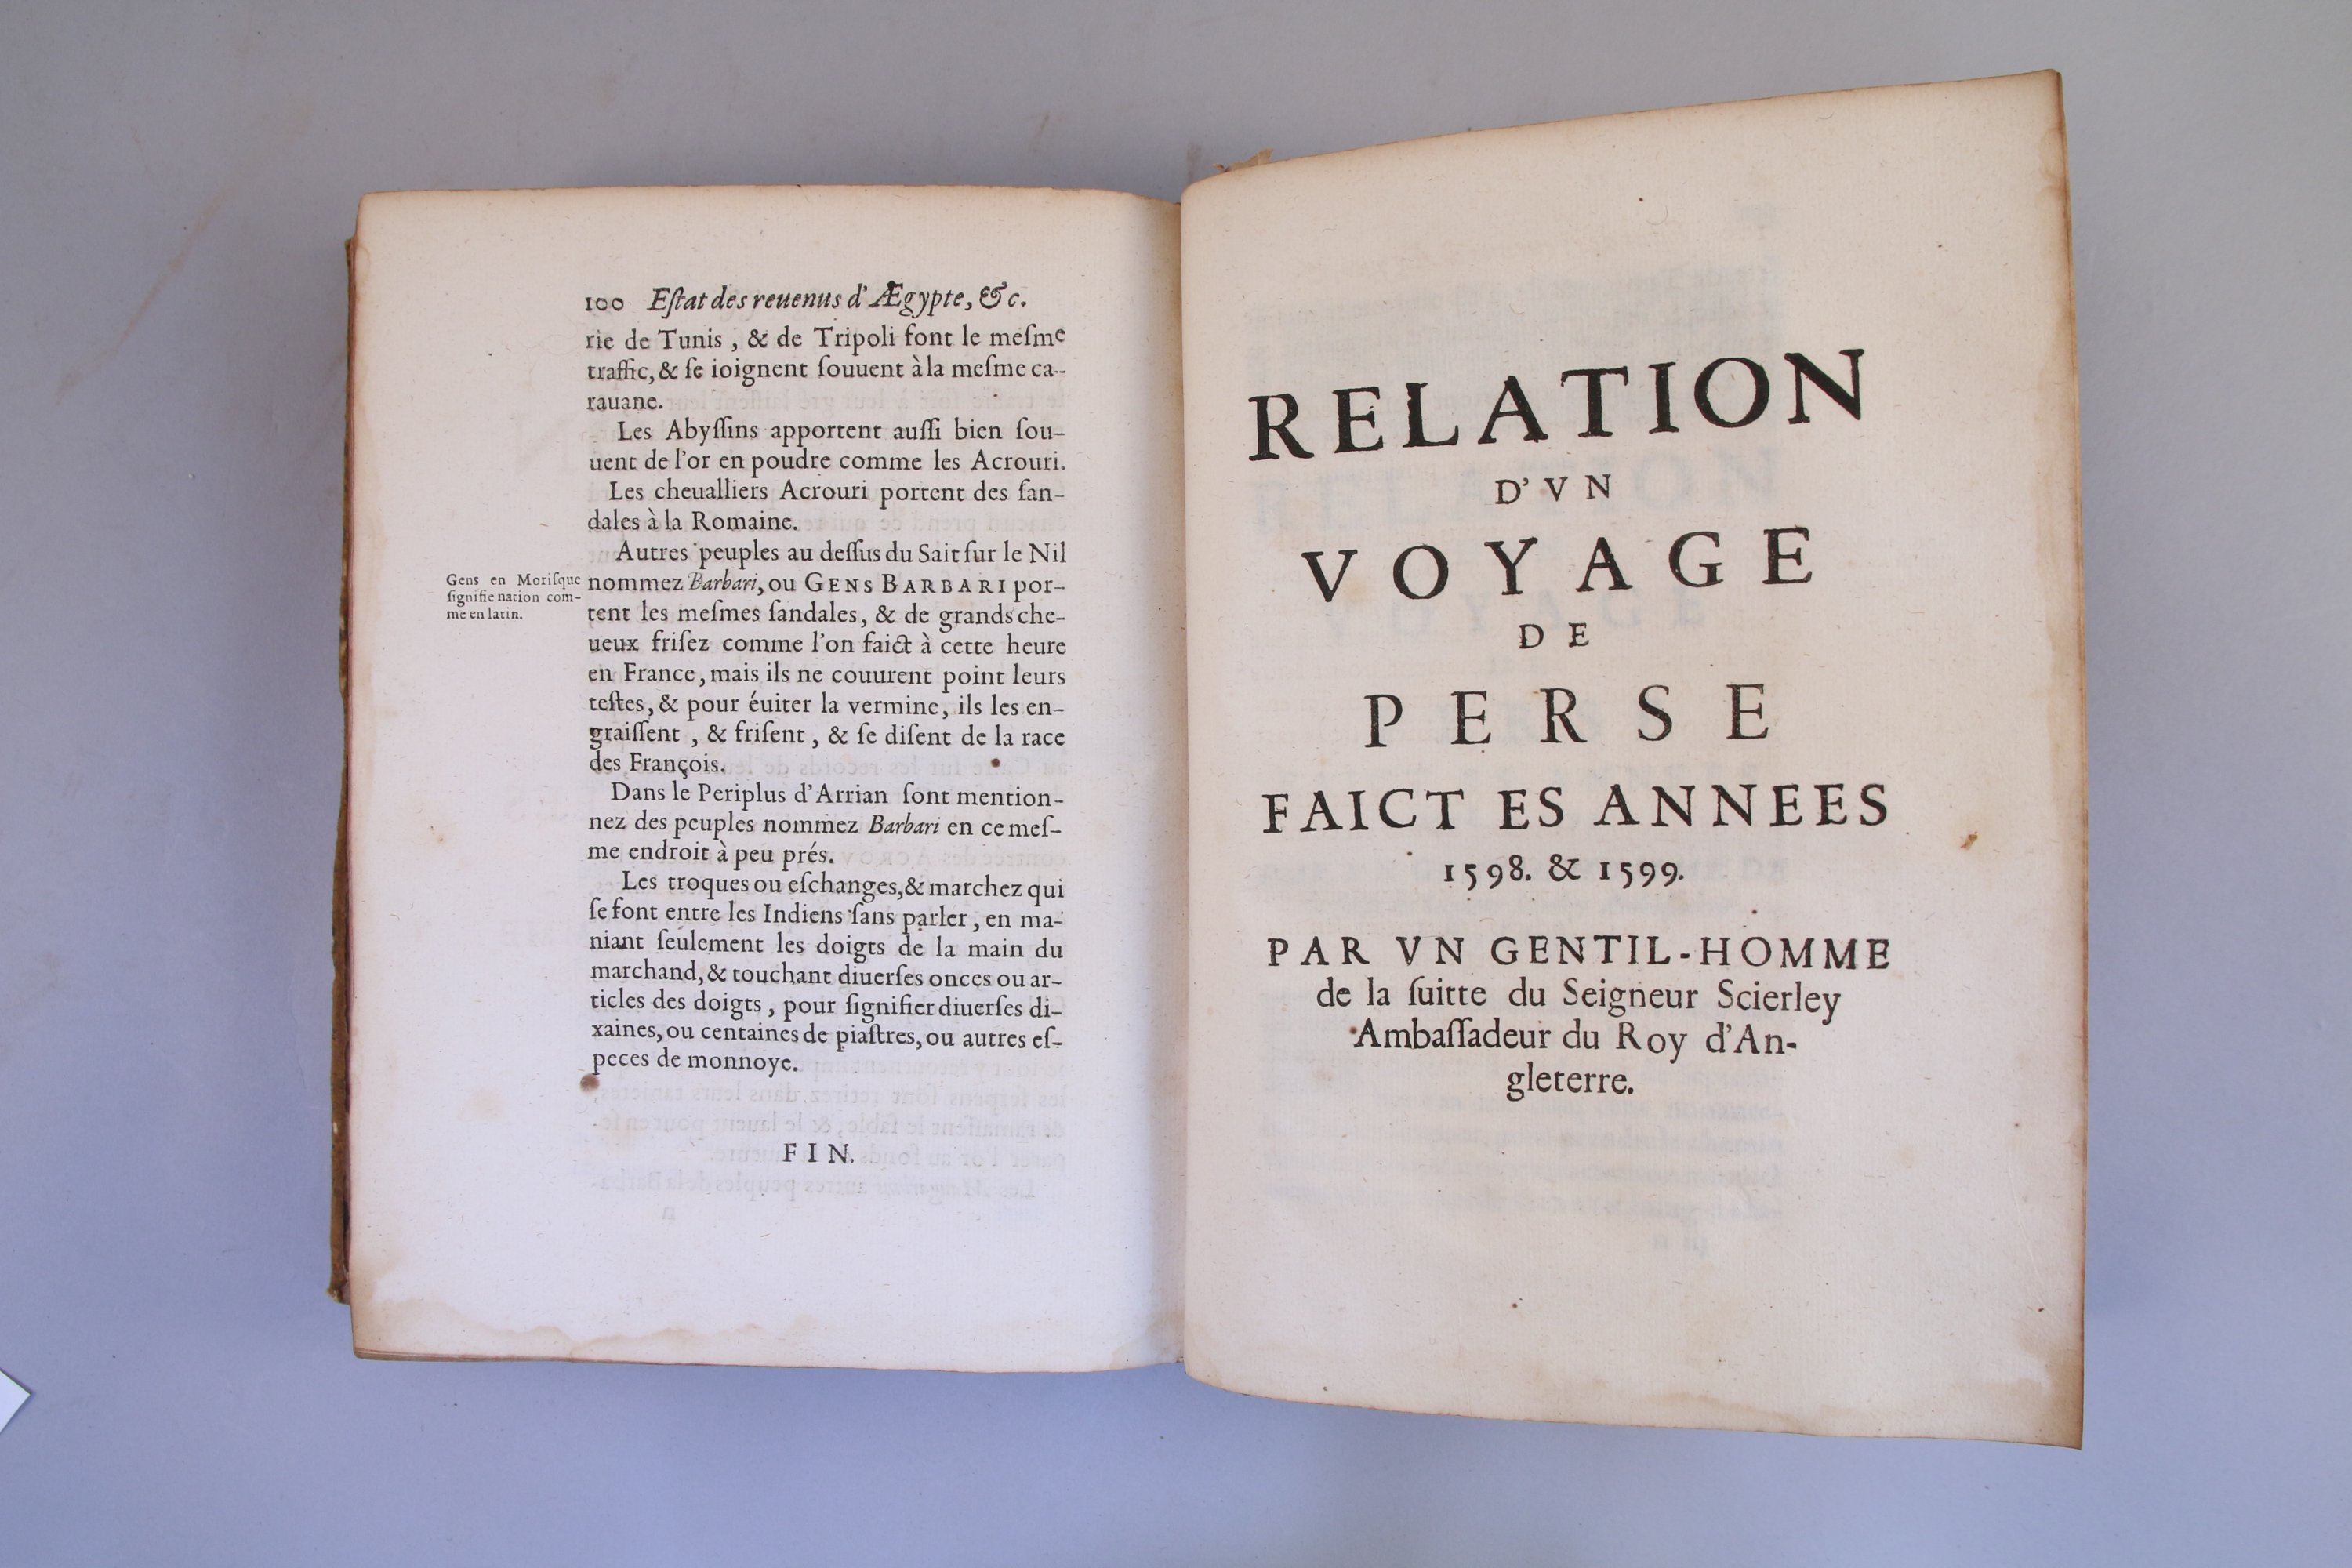 100 Eſtat des reuenus d'Ægypte, &c.
rie de Tunis, & de Tripoli font le meſme
traffic, & ſe ioignent ſouuent à la meſme ca-
rauane.
Les Abyſſins apportent auſſi bien ſou-
uent de l'or en poudre comme les Acrouri.
Les cheualliers Acrouri portent des ſan-
dales à la Romaine.
Autres peuples au deſſus du Sait ſur le Nil
nommez Barbari, ou GENS BARBARI por-
tent les meſmes ſandales, & de grands che-
ueux friſez comme l'on faict à cette heure
en France, mais ils ne couurent point leurs
teſtes, & pour éuiter la vermine, ils les en-
graiſſent, & friſent, & ſe diſent de la race
des François.
Dans le Periplus d'Arrian ſont mention-
nez des peuples nommez Barbari en ce meſ-
me endroit à peu prés.
Les troques ou eſchanges, & marchez qui
ſe font entre les Indiens ſans parler, en ma-
niant ſeulement les doigts de la main du
marchand, & touchant diuerſes onces ou ar-
ticles des doigts, pour ſignifier diuerſes di-
xaines, ou centaines de piaſtres, ou autres eſ-
peces de monnoye.
FIN.
Gens en Moriſque
ſignifie nation com-
me en latin.
RELATION
D'VN
VOYAGE
DE
PERSE
FAICT ES ANNEES
1598. & 1599.
PAR VN GENTIL-HOMME
de la ſuitte du Seigneur Scierley
Ambaſſadeur du Roy d'An-
gleterre.